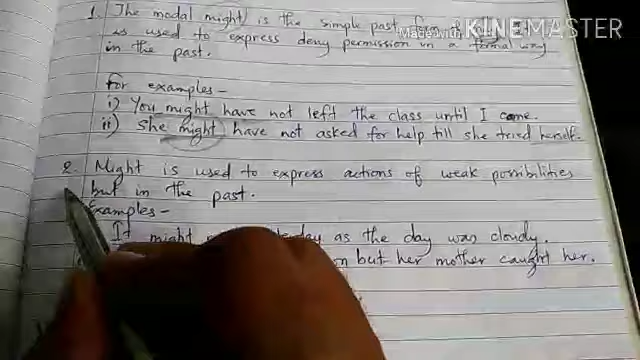 1. The modal might is the simple past form of
Made with KINEMASTER
is used to express deny permission in a formal way
in the past.
For examples-
i) You might have not left the class until I came.
ii) She might have not asked for help till she tried herself.
2. Might is used to express actions of weak possibilities
but in the past.
Examples-
It might as the day was cloudy.
but her mother caught her.